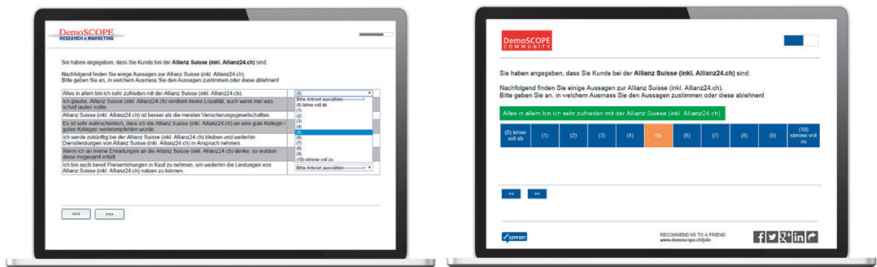 DemoSCOPE
RESEARCH & MARKETING
Sie haben angegeben, dass Sie Kunde bei der Allianz Suisse (inkl. Allianz24.ch) sind:
Nachfolgend finden Sie einige Aussagen zur Allianz Suisse (inkl. Allianz24.ch).
Bitte geben Sie an, in welchem Ausmass Sie den Aussagen zustimmen oder diese ablehnen!
Alles in allem bin ich sehr zufrieden mit der Allianz Suisse (inkl. Allianz24.ch)
(5)
Ich glaube, Allianz Suisse (inkl. Allianz24.ch) verdient meine Loyalität, auch wenn mal was
schief laufen sollte.
Allianz Suisse (inkl. Allianz24.ch) ist besser als die meisten Versicherungsgesellschaften
Es ist sehr wahrscheinlich, dass ich die Allianz Suisse (inkl. Allianz24.ch) an eine gute Kollegin /
guten Kollegen weiterempfehlen würde.
Ich werde zukünftig bei der Allianz Suisse (inkl. Allianz24.ch) bleiben und weiterhin
Dienstleistungen von Allianz Suisse (inkl. Allianz24.ch) in Anspruch nehmen.
Wenn ich an meine Erwartungen an die Allianz Suisse (inkl. Allianz24.ch) denke, so wurden
diese insgesamt erfüllt
Ich bin auch bereit Preiserhöhungen in Kauf zu nehmen, um weiterhin die Leistungen von
Allianz Suisse (inkl. Allianz24.ch) nutzen zu können.
Bitte Antwort auswählen
(0) lehne voll ab
(1)
(2)
(3)
(4)
(5)
(6)
(7)
(8)
(9)
(10) stimme voll zu
Bitte Antwort auswählen
<<<
>>>
DemoSCOPE
COMMUNITY
Sie haben angegeben, dass Sie Kunde bei der Allianz Suisse (inkl. Allianz24.ch) sind:
Nachfolgend finden Sie einige Aussagen zur Allianz Suisse (inkl. Allianz24.ch).
Bitte geben Sie an, in welchem Ausmass Sie den Aussagen zustimmen oder diese ablehnen!
Alles in allem bin ich sehr zufrieden mit der Allianz Suisse (inkl. Allianz24.ch)
(0) lehne
voll ab
(1)
(2)
(3)
(4)
(5)
(6)
(7)
(8)
(9)
(10)
stimme voll
zu
<<
>>
SUPPORT
RECOMMEND US TO A FRIEND
www.demoscope.ch/join